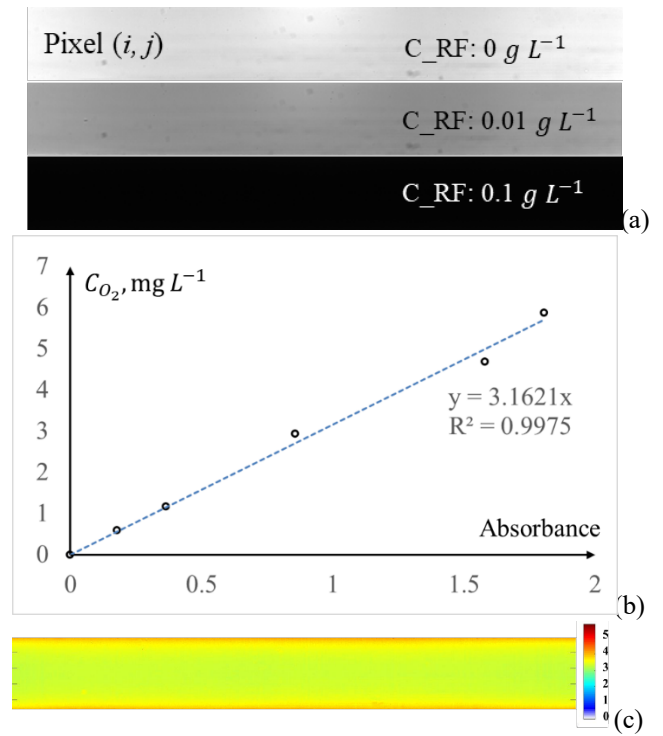 Pixel (i, j)
C_RF: 0 g L⁻¹
C_RF: 0.01 g L⁻¹
C_RF: 0.1 g L⁻¹
(a)
7
C_{O₂}, mg L⁻¹
6
5
4
y = 3.1621x
R² = 0.9975
3
2
1
Absorbance
0
0 0.5 1 1.5 2
(b)
5
4
3
2
1
0
(c)